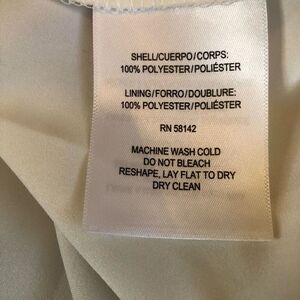 SHELL/CUERPO/CORPS:
100% POLYESTER/POLIÉSTER
LINING/FORRO/DOUBLURE:
100% POLYESTER/POLIÉSTER
RN 58142
MACHINE WASH COLD
DO NOT BLEACH
RESHAPE, LAY FLAT TO DRY
DRY CLEAN